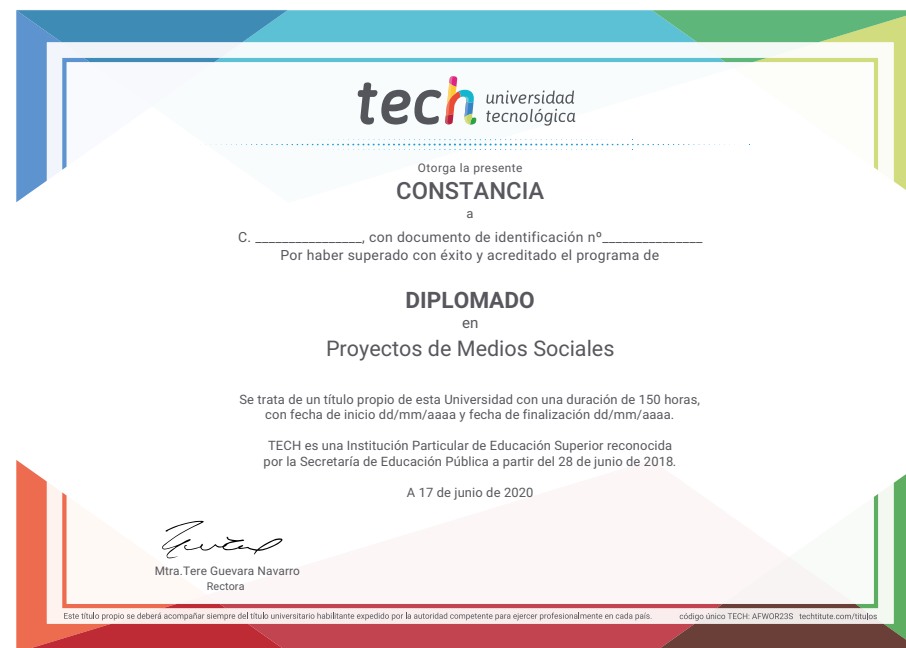 tech universidad
tecnológica
Otorga la presente
CONSTANCIA
a
C. ________________, con documento de identificación nº_______________
Por haber superado con éxito y acreditado el programa de
DIPLOMADO
en
Proyectos de Medios Sociales
Se trata de un título propio de esta Universidad con una duración de 150 horas,
con fecha de inicio dd/mm/aaaa y fecha de finalización dd/mm/aaaa.
TECH es una Institución Particular de Educación Superior reconocida
por la Secretaría de Educación Pública a partir del 28 de junio de 2018.
A 17 de junio de 2020
Mtra.Tere Guevara Navarro
Rectora
Este título propio se deberá acompañar siempre del título universitario habilitante expedido por la autoridad competente para ejercer profesionalmente en cada país. código único TECH: AFWOR23S techtitute.com/titulos